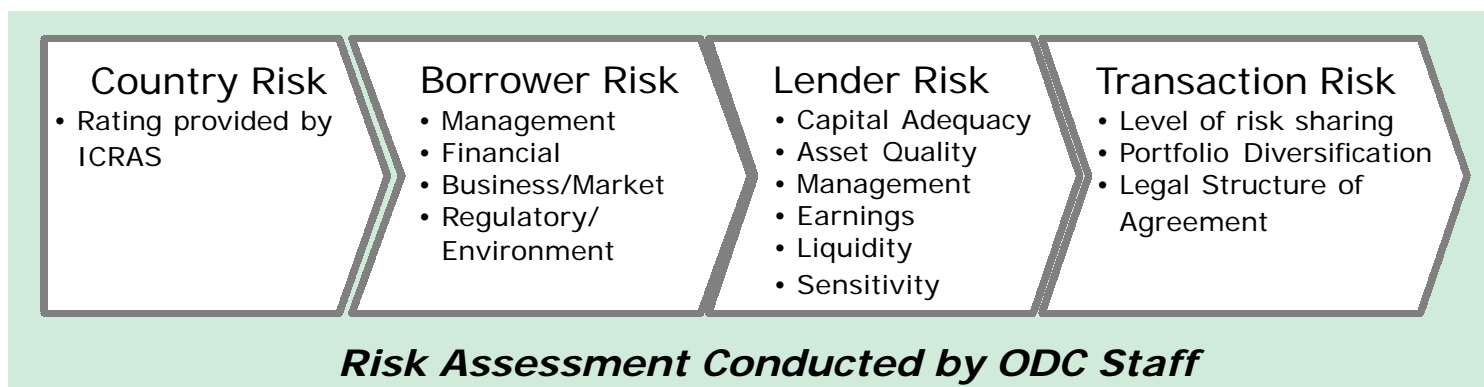 Country Risk
• Rating provided by
ICRAS
Borrower Risk
• Management
• Financial
• Business/Market
• Regulatory/
Environment
Lender Risk
• Capital Adequacy
• Asset Quality
• Management
• Earnings
• Liquidity
• Sensitivity
Transaction Risk
• Level of risk sharing
• Portfolio Diversification
• Legal Structure of
Agreement
Risk Assessment Conducted by ODC Staff